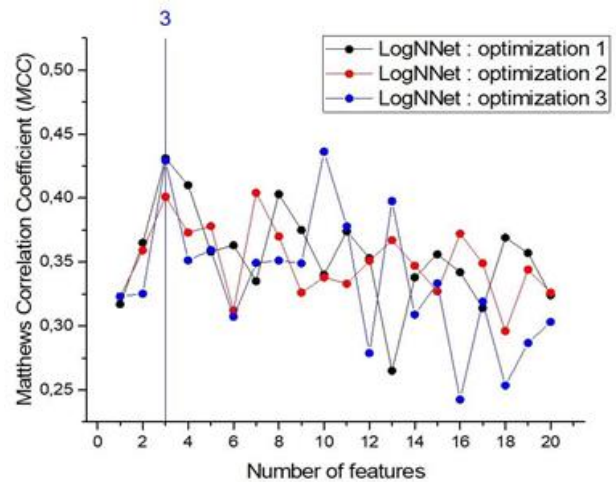 3
LogNNet : optimization 1
LogNNet : optimization 2
LogNNet : optimization 3
Matthews Correlation Coefficient (MCC)
0,50
0,45
0,40
0,35
0,30
0,25
0 2 4 6 8 10 12 14 16 18 20
Number of features